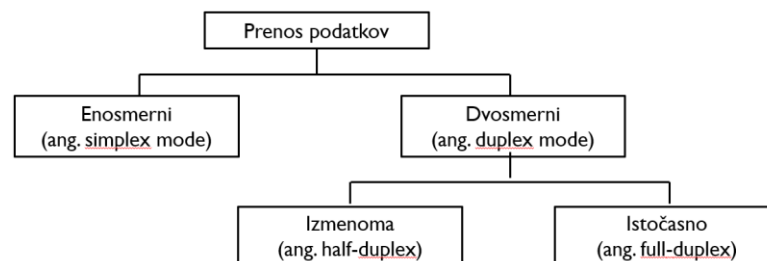 Prenos podatkov
Enosmerni
(ang. simplex mode)
Dvosmerni
(ang. duplex mode)
Izmenoma
(ang. half-duplex)
Istočasno
(ang. full-duplex)